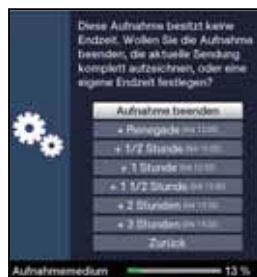 Diese Aufnahme besitzt keine
Endzeit. Wollen Sie die Aufnahme
beenden, die aktuelle Sendung
komplett aufzeichnen, oder eine
eigene Endzeit festlegen?
Aufnahme beenden
+ Renegade
+ 1/2 Stunde
+ 1 Stunde
+ 1 1/2 Stunde
+ 2 Stunden
+ 3 Stunden
Zurück
Aufnahmemedium 13 %